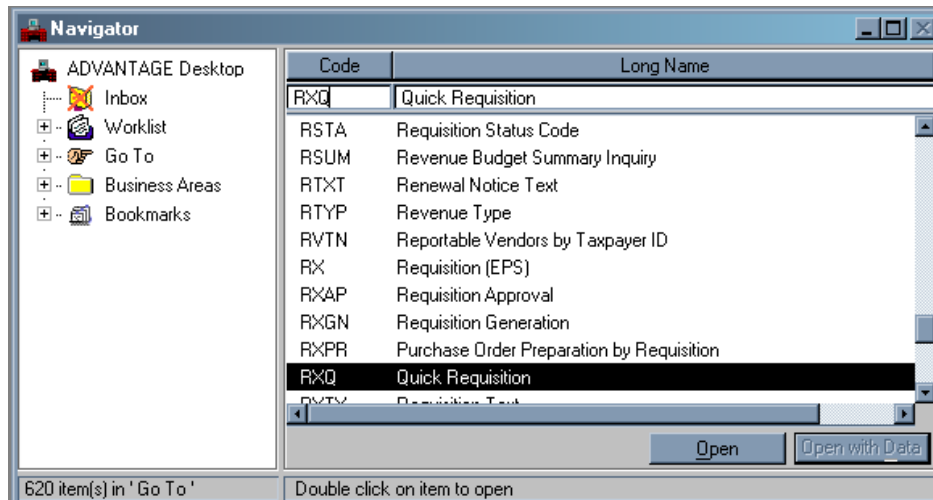 Navigator
ADVANTAGE Desktop
Inbox
Worklist
Go To
Business Areas
Bookmarks
Code Long Name
RXQ Quick Requisition
RSTA Requisition Status Code
RSUM Revenue Budget Summary Inquiry
RTXT Renewal Notice Text
RTYP Revenue Type
RVTN Reportable Vendors by Taxpayer ID
RX Requisition (EPS)
RXAP Requisition Approval
RXGN Requisition Generation
RXPR Purchase Order Preparation by Requisition
RXQ Quick Requisition
RXTX Requisition Text
Open Open with Data
620 item(s) in ' Go To ' Double click on item to open